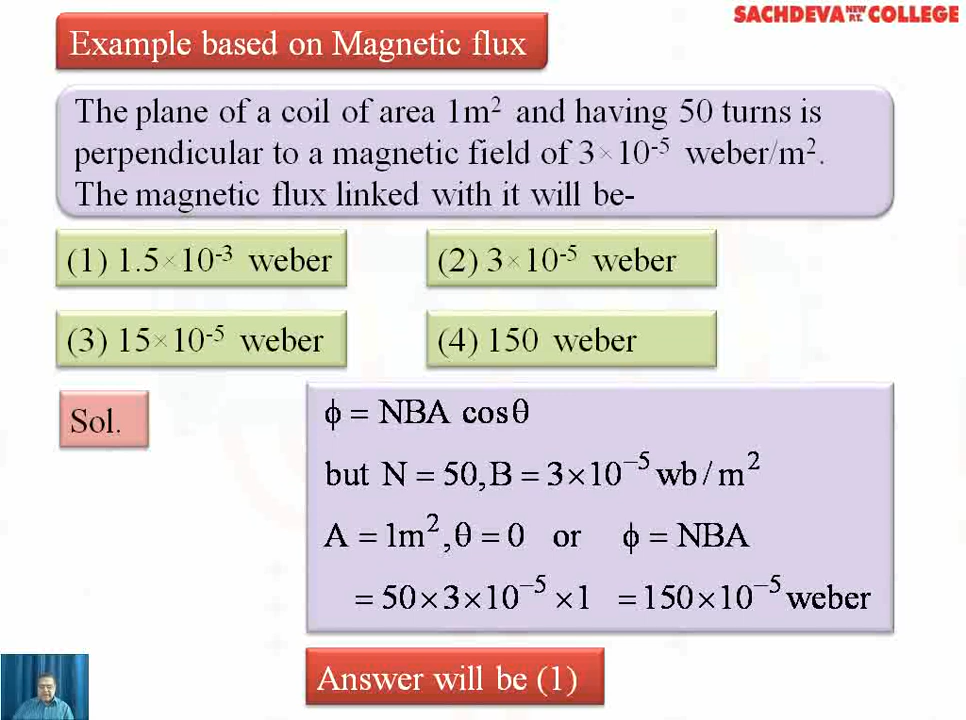 SACHDEVA NEW P.T. COLLEGE
Example based on Magnetic flux
The plane of a coil of area 1m² and having 50 turns is
perpendicular to a magnetic field of 3×10⁻⁵ weber/m².
The magnetic flux linked with it will be-
(1) 1.5×10⁻³ weber
(2) 3×10⁻⁵ weber
(3) 15×10⁻⁵ weber
(4) 150 weber
Sol.
ϕ = NBA cosθ
but N = 50, B = 3×10⁻⁵ wb/m²
A = 1m², θ = 0 or ϕ = NBA
= 50×3×10⁻⁵×1 = 150×10⁻⁵ weber
Answer will be (1)